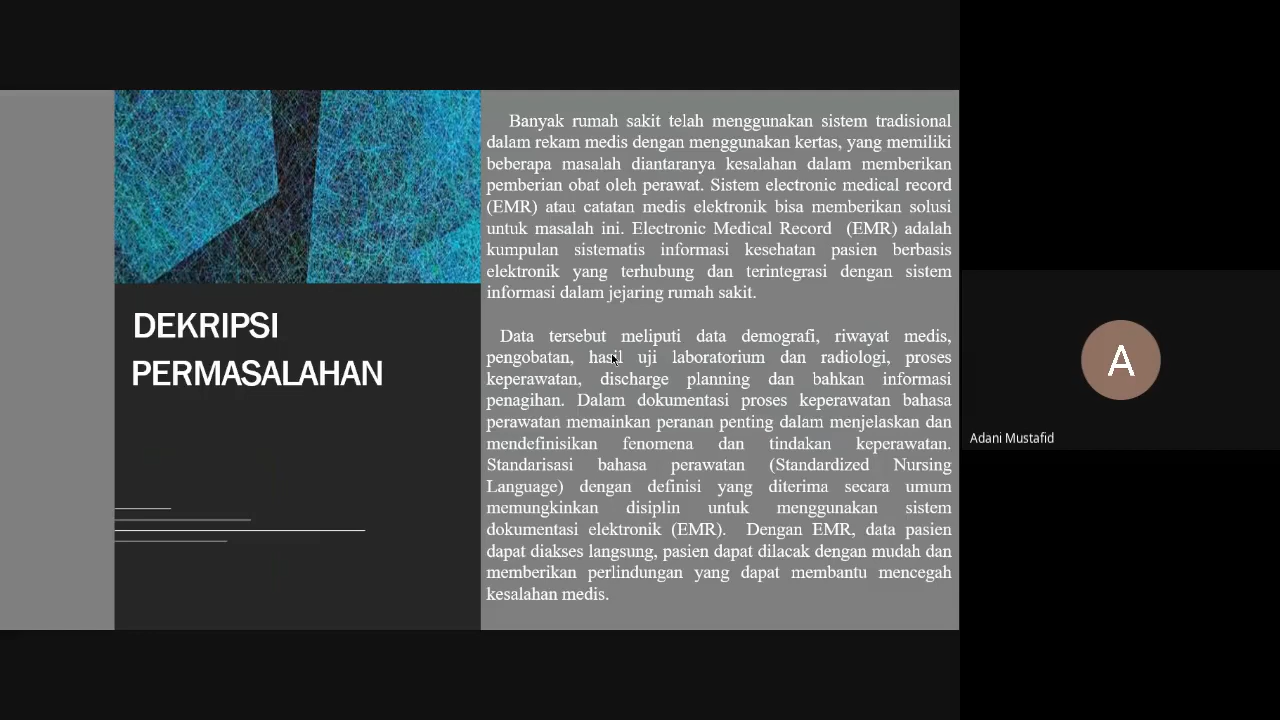 DEKRIPSI
PERMASALAHAN
Banyak rumah sakit telah menggunakan sistem tradisional
dalam rekam medis dengan menggunakan kertas, yang memiliki
beberapa masalah diantaranya kesalahan dalam memberikan
pemberian obat oleh perawat. Sistem electronic medical record
(EMR) atau catatan medis elektronik bisa memberikan solusi
untuk masalah ini. Electronic Medical Record (EMR) adalah
kumpulan sistematis informasi kesehatan pasien berbasis
elektronik yang terhubung dan terintegrasi dengan sistem
informasi dalam jejaring rumah sakit.
Data tersebut meliputi data demografi, riwayat medis,
pengobatan, hasil uji laboratorium dan radiologi, proses
keperawatan, discharge planning dan bahkan informasi
penagihan. Dalam dokumentasi proses keperawatan bahasa
perawatan memainkan peranan penting dalam menjelaskan dan
mendefinisikan fenomena dan tindakan keperawatan.
Standarisasi bahasa perawatan (Standardized Nursing
Language) dengan definisi yang diterima secara umum
memungkinkan disiplin untuk menggunakan sistem
dokumentasi elektronik (EMR). Dengan EMR, data pasien
dapat diakses langsung, pasien dapat dilacak dengan mudah dan
memberikan perlindungan yang dapat membantu mencegah
kesalahan medis.
A
Adani Mustafid